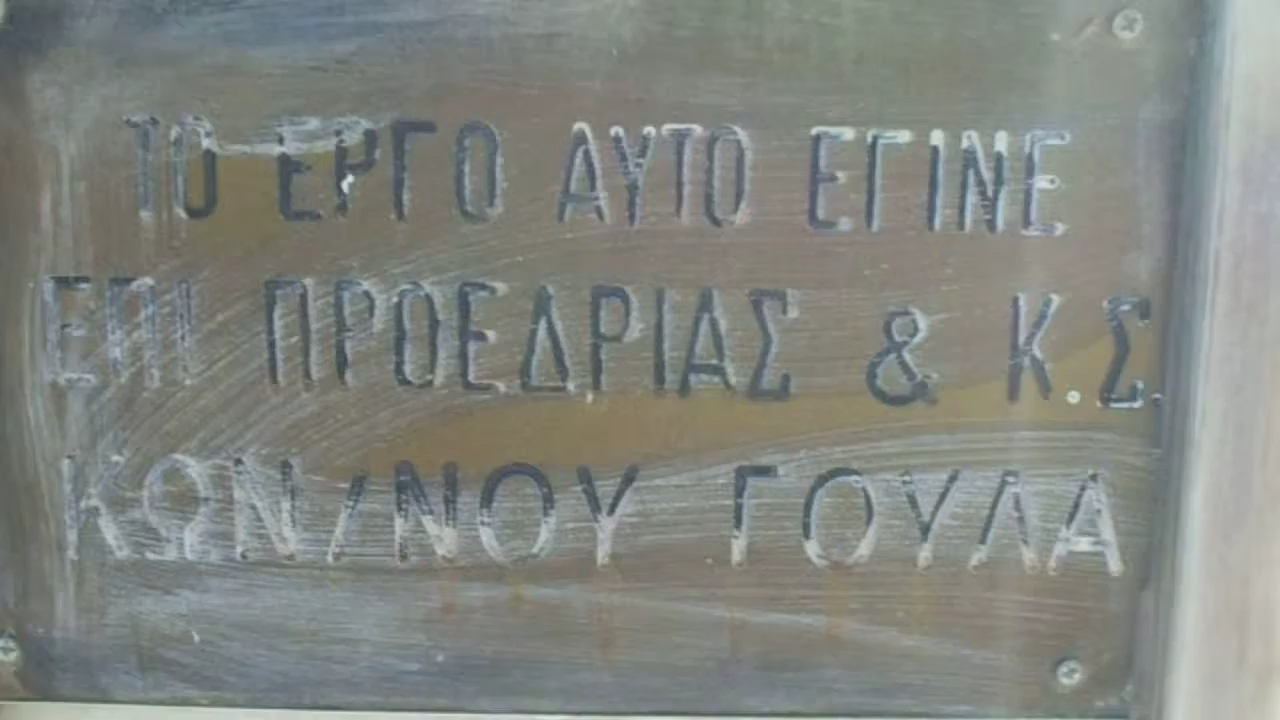 ΤΟ ΕΡΓΟ ΑΥΤΟ ΕΓΙΝΕ
ΕΠΙ ΠΡΟΕΔΡΙΑΣ & Κ.Σ.
ΚΩΝ/ΝΟΥ ΓΟΥΛΑ